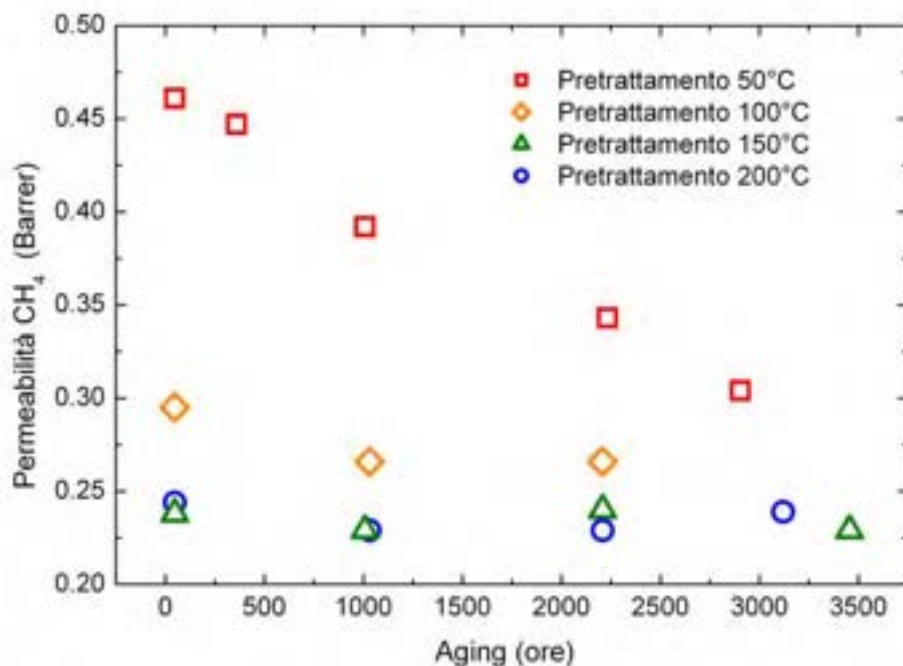 0.50
0.45
0.40
0.35
0.30
0.25
0.20
Permeabilità CH₄ (Barrer)
Pretrattamento 50°C
Pretrattamento 100°C
Pretrattamento 150°C
Pretrattamento 200°C
0 500 1000 1500 2000 2500 3000 3500
Aging (ore)